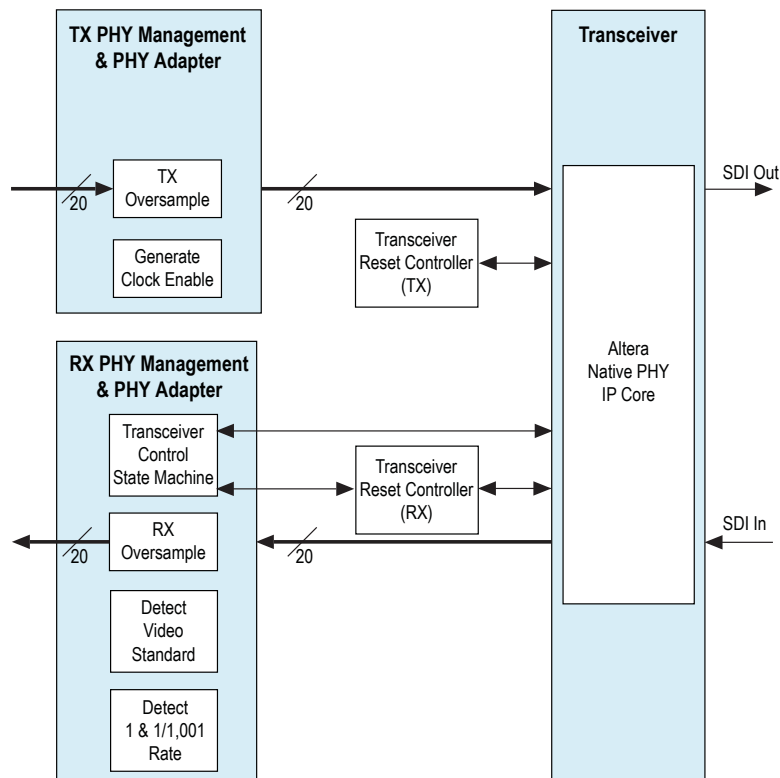 TX PHY Management
& PHY Adapter
Transceiver
TX
Oversample
20
20
SDI Out
Generate
Clock Enable
Transceiver
Reset Controller
(TX)
Altera
Native PHY
IP Core
RX PHY Management
& PHY Adapter
Transceiver
Control
State Machine
Transceiver
Reset Controller
(RX)
RX
Oversample
20
20
SDI In
Detect
Video
Standard
Detect
1 & 1/1,001
Rate